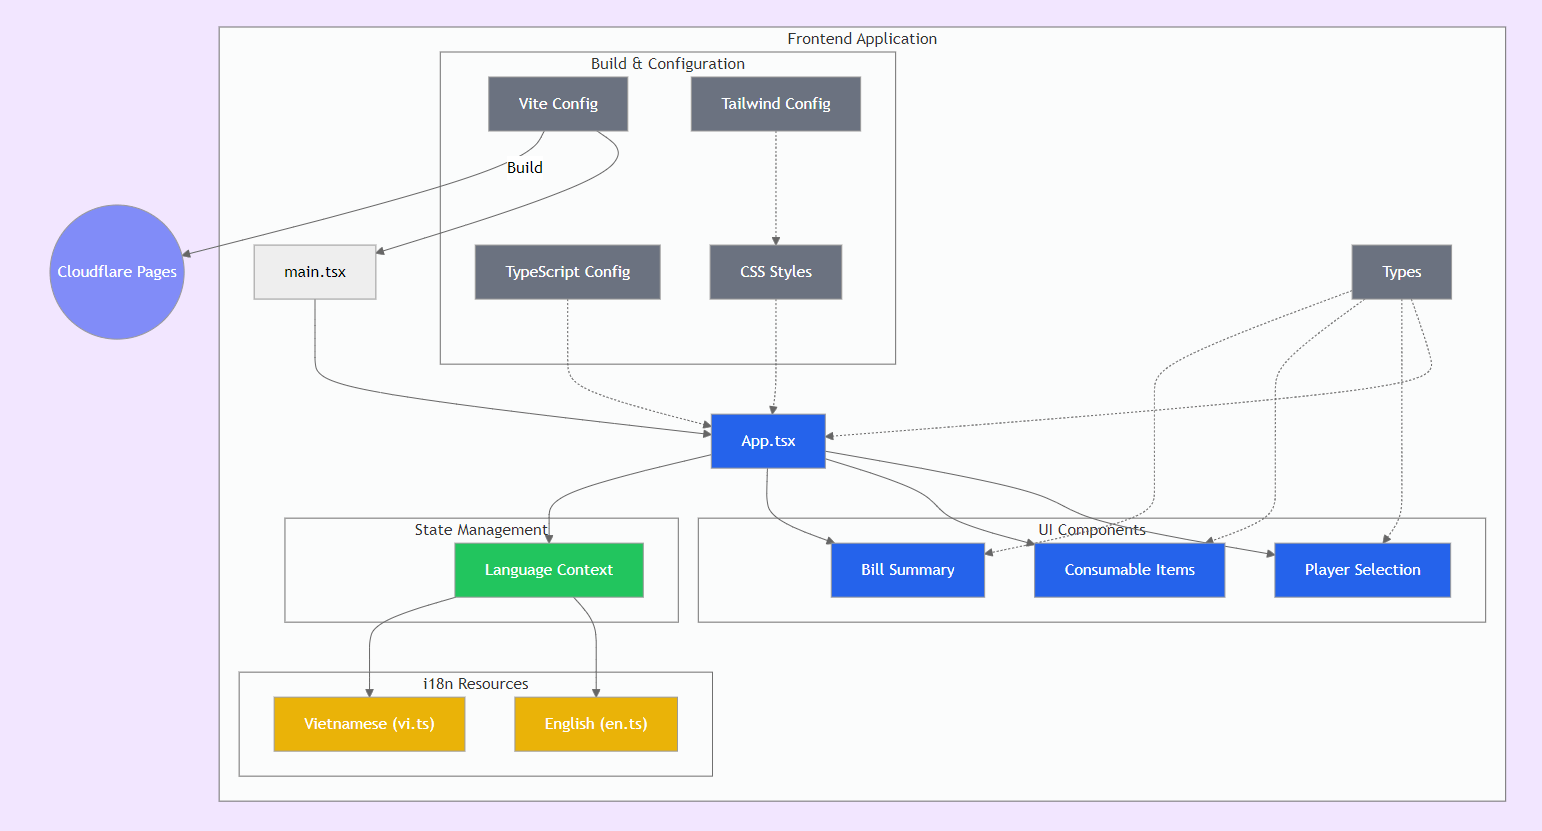 Frontend Application
Build & Configuration
Vite Config
Tailwind Config
Build
Cloudflare Pages
main.tsx
TypeScript Config
CSS Styles
Types
App.tsx
State Management
UI Components
Language Context
Bill Summary
Consumable Items
Player Selection
i18n Resources
Vietnamese (vi.ts)
English (en.ts)